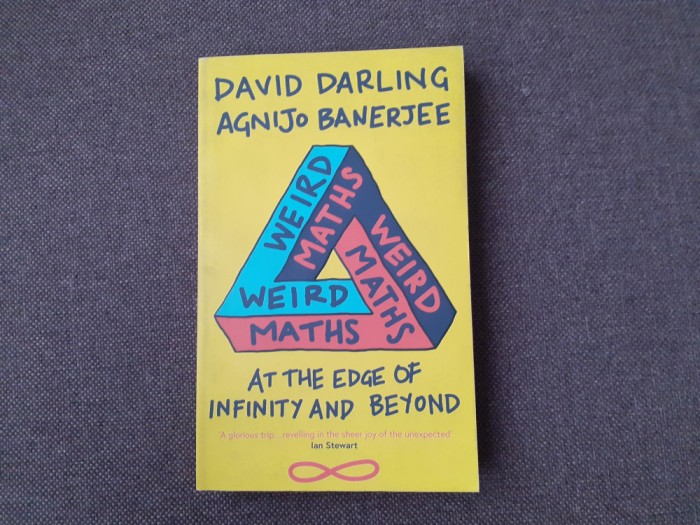 DAVID DARLING
AGNIJO BANERJEE
WEIRD
MATHS
WEIRD
MATHS
WEIRD
MATHS
AT THE EDGE OF
INFINITY AND BEYOND
'A glorious trip... revelling in the sheer joy of the unexpected'
Ian Stewart